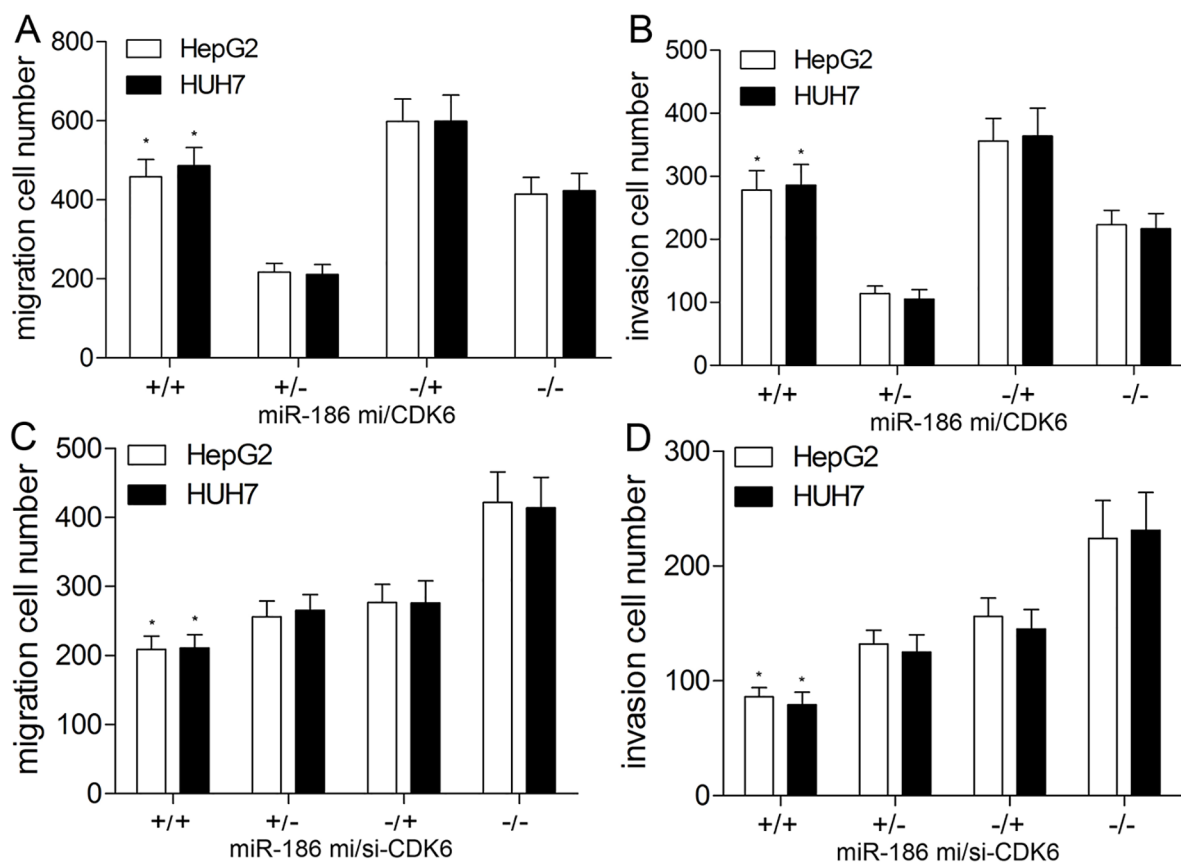 A
800
600
400
200
0
migration cell number
HepG2
HUH7
* *
+/+ +/- -/+ -/-
miR-186 mi/CDK6
B
500
400
300
200
100
0
invasion cell number
HepG2
HUH7
* *
+/+ +/- -/+ -/-
miR-186 mi/CDK6
C
500
400
300
200
100
0
migration cell number
HepG2
HUH7
* *
+/+ +/- -/+ -/-
miR-186 mi/si-CDK6
D
300
200
100
0
invasion cell number
HepG2
HUH7
* *
+/+ +/- -/+ -/-
miR-186 mi/si-CDK6